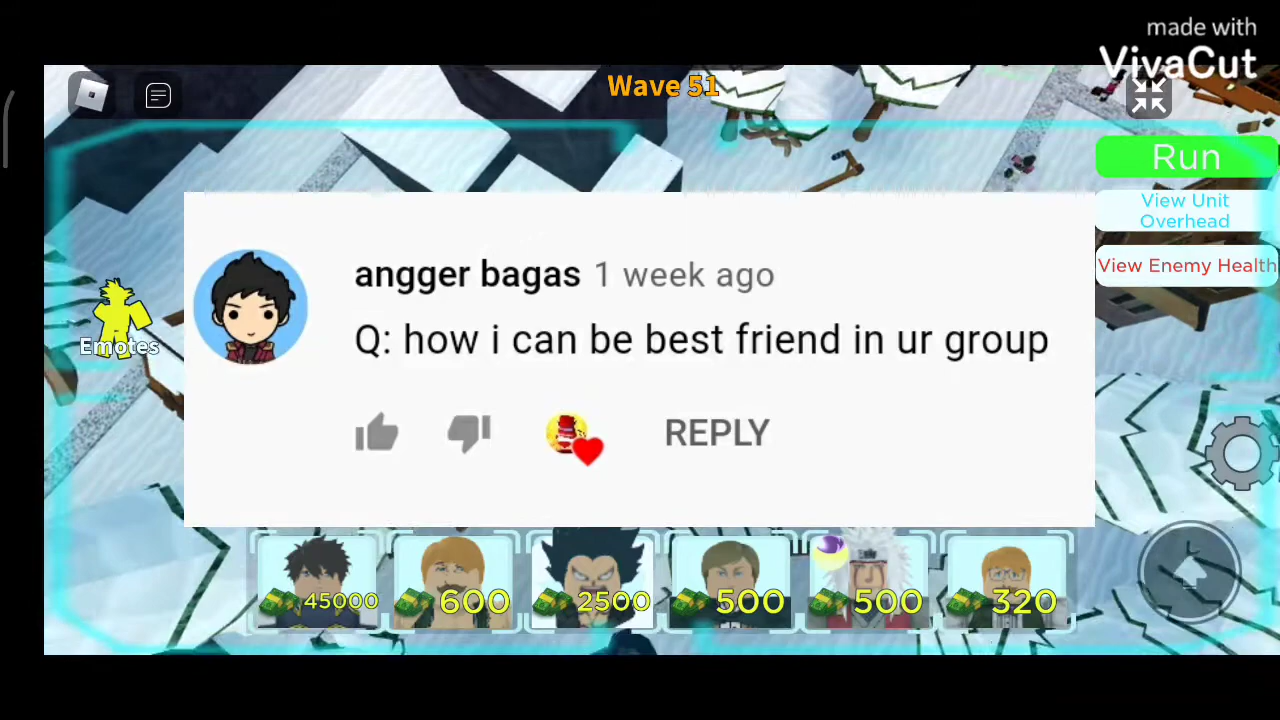 made with
VivaCut
Wave 51
Run
View Unit
Overhead
View Enemy Health
angger bagas 1 week ago
Q: how i can be best friend in ur group
REPLY
Emotes
45000
600
2500
500
500
320